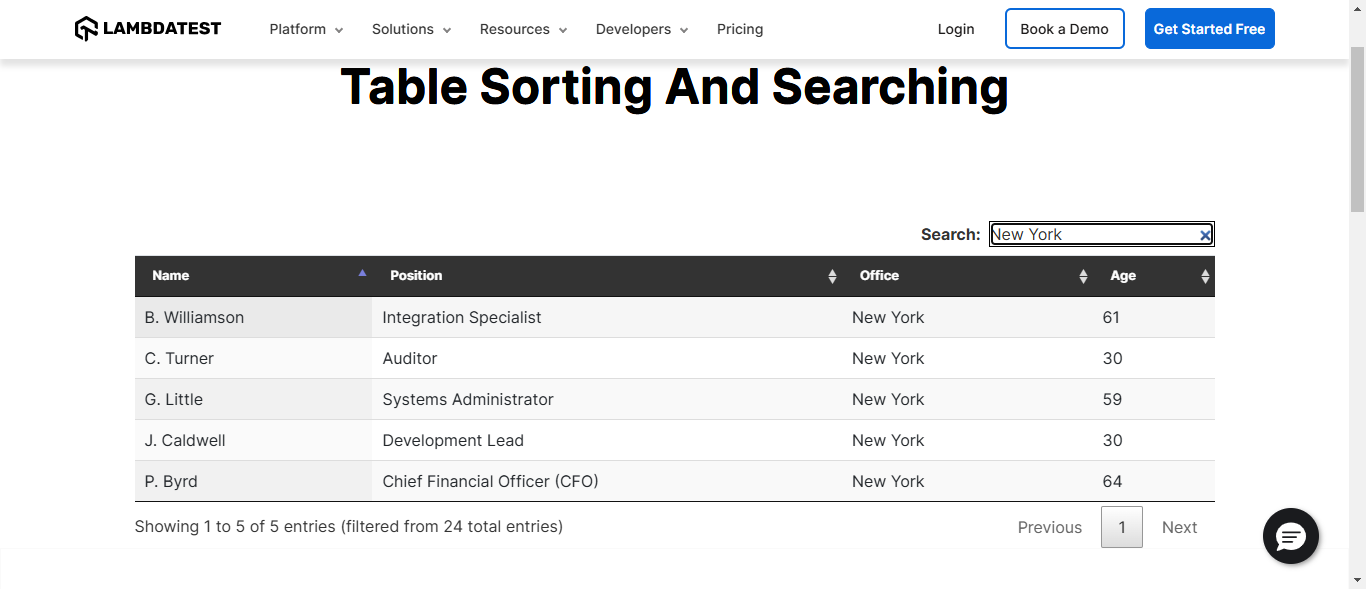 LAMBDATEST Platform Solutions Resources Developers Pricing Login Book a Demo Get Started Free
Table Sorting And Searching
Search: New York
Name Position Office Age
B. Williamson Integration Specialist New York 61
C. Turner Auditor New York 30
G. Little Systems Administrator New York 59
J. Caldwell Development Lead New York 30
P. Byrd Chief Financial Officer (CFO) New York 64
Showing 1 to 5 of 5 entries (filtered from 24 total entries) Previous 1 Next